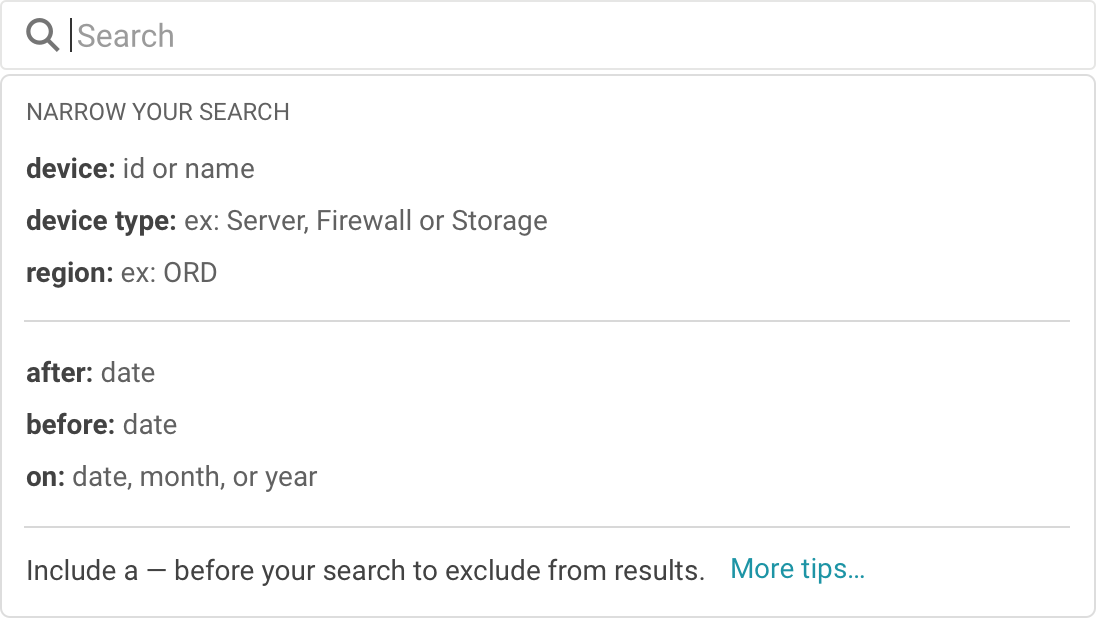 Search
NARROW YOUR SEARCH
device: id or name
device type: ex: Server, Firewall or Storage
region: ex: ORD
after: date
before: date
on: date, month, or year
Include a — before your search to exclude from results. More tips...